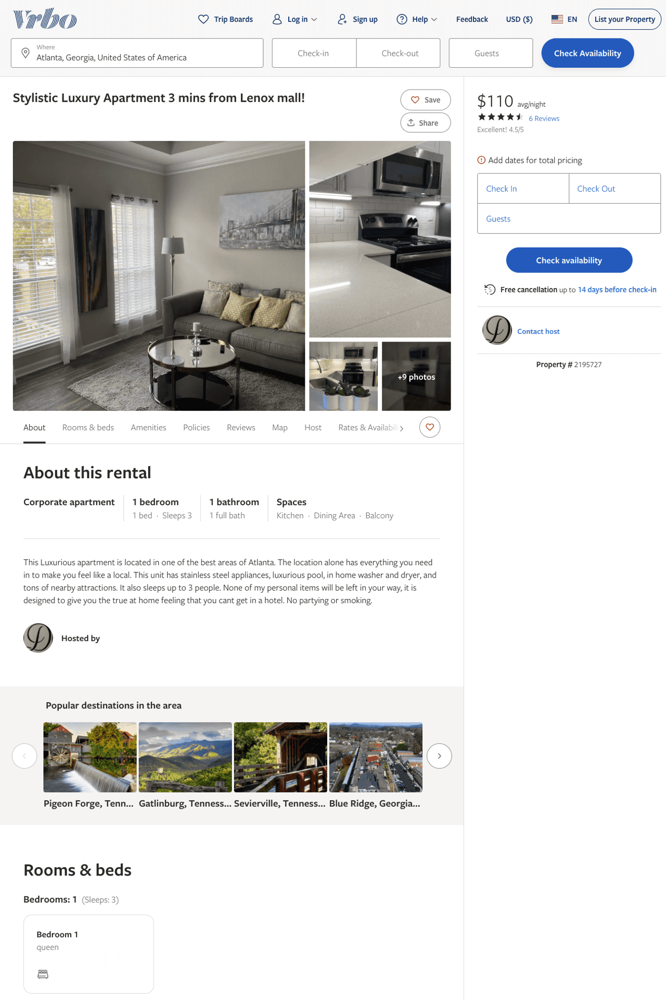 Vrbo
Trip Boards
Log in
Sign up
Help
Feedback
USD ($)
EN
List your Property
Where
Atlanta, Georgia, United States of America
Check-in
Check-out
Guests
Check Availability
Stylistic Luxury Apartment 3 mins from Lenox mall!
Save
Share
+9 photos
$110 avg/night
6 Reviews
Excellent! 4.5/5
Add dates for total pricing
Check In
Check Out
Guests
Check availability
Free cancellation up to 14 days before check-in
Contact host
Property # 2195727
About
Rooms & beds
Amenities
Policies
Reviews
Map
Host
Rates & Availabili
About this rental
Corporate apartment
1 bedroom
1 bed · Sleeps 3
1 bathroom
1 full bath
Spaces
Kitchen · Dining Area · Balcony
This Luxurious apartment is located in one of the best areas of Atlanta. The location alone has everything you need
in to make you feel like a local. This unit has stainless steel appliances, luxurious pool, in home washer and dryer, and
tons of nearby attractions. It also sleeps up to 3 people. None of my personal items will be left in your way, it is
designed to give you the true at home feeling that you cant get in a hotel. No partying or smoking.
Hosted by
Popular destinations in the area
Pigeon Forge, Tenn...
Gatlinburg, Tenness...
Sevierville, Tenness...
Blue Ridge, Georgia...
Rooms & beds
Bedrooms: 1 (Sleeps: 3)
Bedroom 1
queen